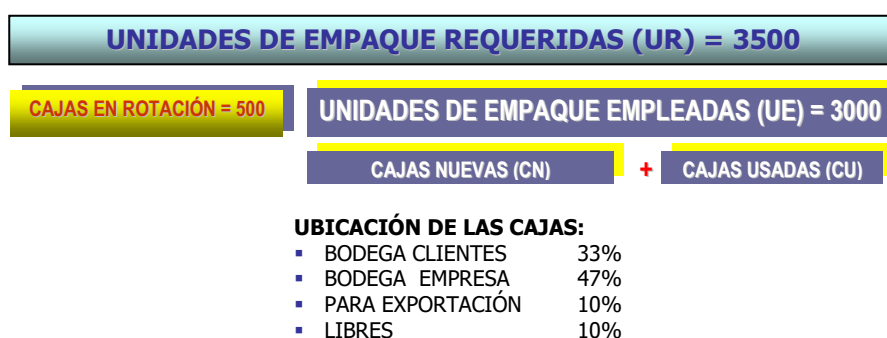 UNIDADES DE EMPAQUE REQUERIDAS (UR) = 3500
CAJAS EN ROTACIÓN = 500
UNIDADES DE EMPAQUE EMPLEADAS (UE) = 3000
CAJAS NUEVAS (CN) + CAJAS USADAS (CU)
UBICACIÓN DE LAS CAJAS:
▪ BODEGA CLIENTES 33%
▪ BODEGA EMPRESA 47%
▪ PARA EXPORTACIÓN 10%
▪ LIBRES 10%